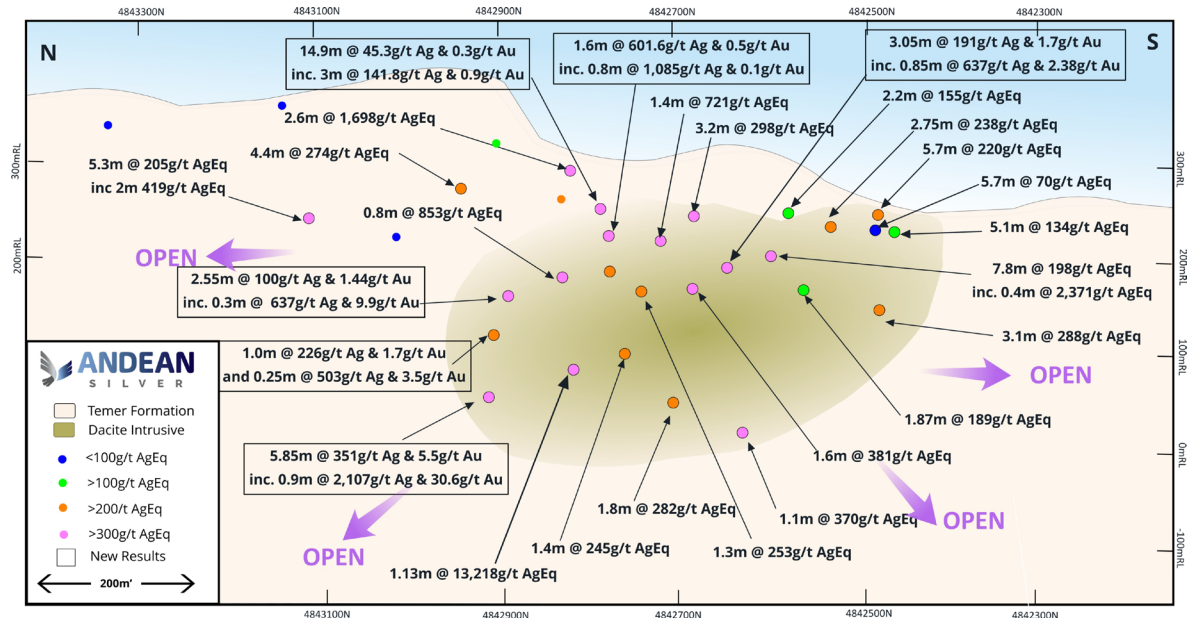 4843300N
4843100N
4842900N
4842700N
4842500N
4842300N
N
S
14.9m @ 45.3g/t Ag & 0.3g/t Au
inc. 3m @ 141.8g/t Ag & 0.9g/t Au
1.6m @ 601.6g/t Ag & 0.5g/t Au
inc. 0.8m @ 1,085g/t Ag & 0.1g/t Au
3.05m @ 191g/t Ag & 1.7g/t Au
inc. 0.85m @ 637g/t Ag & 2.38g/t Au
2.6m @ 1,698g/t AgEq
1.4m @ 721g/t AgEq
3.2m @ 298g/t AgEq
2.2m @ 155g/t AgEq
2.75m @ 238g/t AgEq
5.7m @ 220g/t AgEq
5.7m @ 70g/t AgEq
5.1m @ 134g/t AgEq
300mRL
300mRL
5.3m @ 205g/t AgEq
inc 2m 419g/t AgEq
4.4m @ 274g/t AgEq
0.8m @ 853g/t AgEq
OPEN
200mRL
200mRL
2.55m @ 100g/t Ag & 1.44g/t Au
inc. 0.3m @ 637g/t Ag & 9.9g/t Au
7.8m @ 198g/t AgEq
inc. 0.4m @ 2,371g/t AgEq
3.1m @ 288g/t AgEq
1.0m @ 226g/t Ag & 1.7g/t Au
and 0.25m @ 503g/t Ag & 3.5g/t Au
100mRL
OPEN
1.87m @ 189g/t AgEq
5.85m @ 351g/t Ag & 5.5g/t Au
inc. 0.9m @ 2,107g/t Ag & 30.6g/t Au
1.6m @ 381g/t AgEq
0mRL
1.8m @ 282g/t AgEq
1.1m @ 370g/t AgEq
OPEN
OPEN
1.4m @ 245g/t AgEq
1.3m @ 253g/t AgEq
1.13m @ 13,218g/t AgEq
-100mRL
ANDEAN
SILVER
Temer Formation
Dacite Intrusive
<100g/t AgEq
>100g/t AgEq
>200/t AgEq
>300g/t AgEq
New Results
200m'
4843100N
4842900N
4842700N
4842500N
4842300N